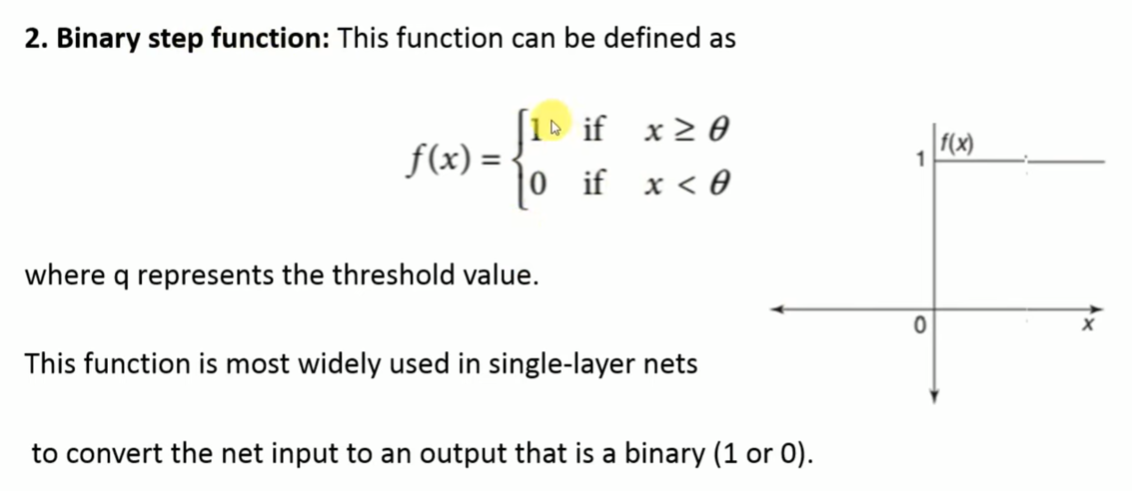 2. Binary step function: This function can be defined as
f(x) = {1 if x ≥ θ
0 if x < θ
f(x)
1
0
x
where q represents the threshold value.
This function is most widely used in single-layer nets
to convert the net input to an output that is a binary (1 or 0).